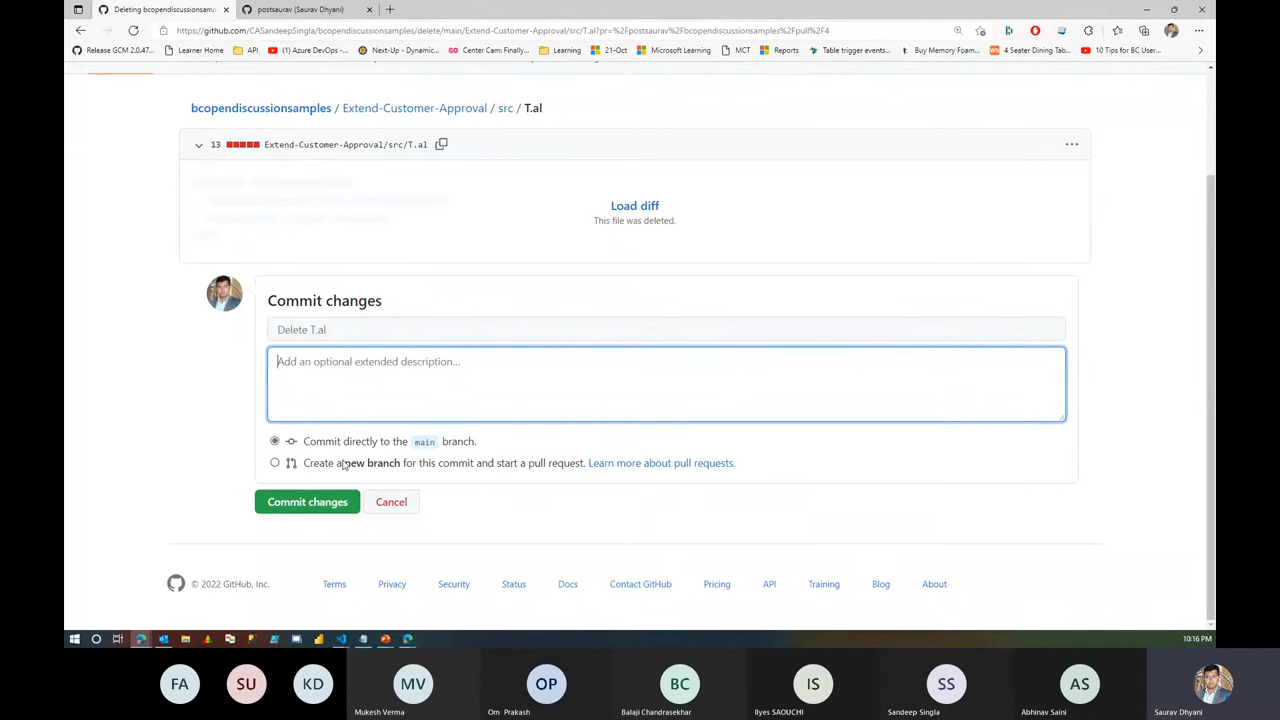 Deleting bcopendiscussionsamp
postsaurav (Saurav Dhyani)
https://github.com/CASandeepSingla/bcopendiscussionsamples/delete/main/Extend-Customer-Approval/src/T.al?pr=%2Fpostsaurav%2Fbcopendiscussionsamples%2Fpull%2F4
Release GCM 2.0.47... Learner Home API (1) Azure DevOps -... Next-Up - Dynamic... Center Cam: Finally... Learning 21-Oct Microsoft Learning MCT Reports Table trigger events... Buy Memory Foam... 4 Seater Dining Tab... 10 Tips for BC User...
bcopendiscussionsamples / Extend-Customer-Approval / src / T.al
13 Extend-Customer-Approval/src/T.al
Load diff
This file was deleted.
Commit changes
Delete T.al
Add an optional extended description...
Commit directly to the main branch.
Create a new branch for this commit and start a pull request. Learn more about pull requests.
Commit changes Cancel
© 2022 GitHub, Inc. Terms Privacy Security Status Docs Contact GitHub Pricing API Training Blog About
10:16 PM
FA SU KD MV OP BC IS SS AS
Mukesh Verma Om Prakash Balaji Chandrasekhar Ilyes SAOUCHI Sandeep Singla Abhinav Saini Saurav Dhyani